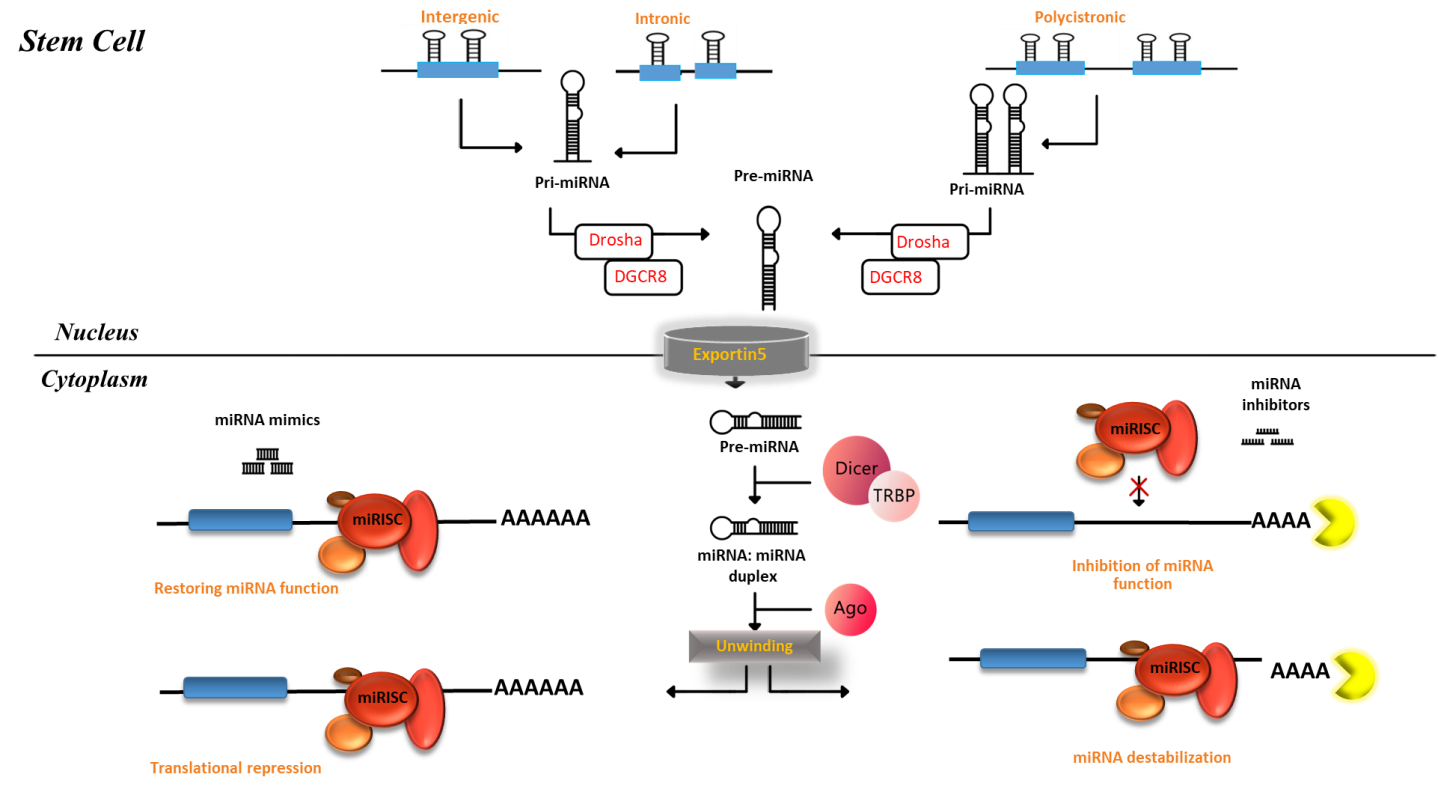 Stem Cell
Intergenic
Intronic
Polycistronic
Pri-miRNA
Pre-miRNA
Pri-miRNA
Drosha
DGCR8
Drosha
DGCR8
Nucleus
Exportin5
Cytoplasm
miRNA mimics
miRISC
AAAAAA
Restoring miRNA function
miRISC
AAAAAA
Translational repression
Pre-miRNA
Dicer
TRBP
miRNA: miRNA
duplex
Ago
Unwinding
miRNA
inhibitors
miRISC
AAAA
Inhibition of miRNA
function
miRISC
AAAA
miRNA destabilization